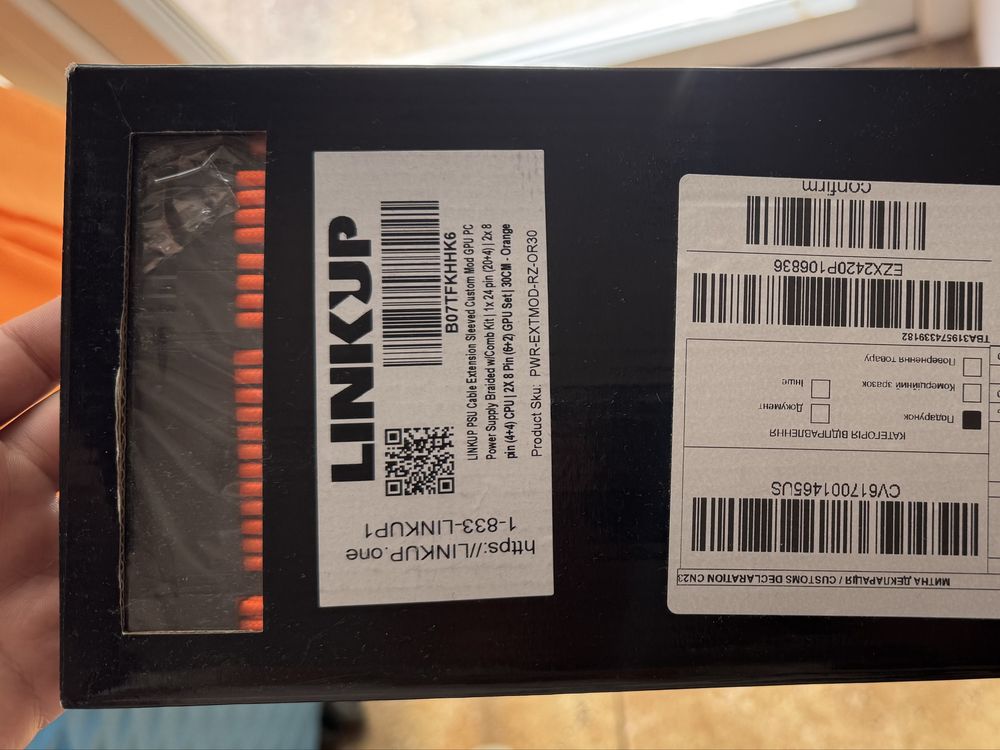 LINKUP
B07TFKHHK6
LINKUP PSU Cable Extension Sleeved Custom Mod GPU PC
Power Supply Braided w/Comb Kit | 1x 24 pin (20+4) | 2x 8
pin (4+4) CPU | 2X 8 Pin (6+2) GPU Set | 30CM - Orange
Product Sku: PWR-EXTMOD-RZ-OR30
https://LINKUP.one
1-833-LINKUP1
МИТНА ДЕКЛАРАЦІЯ / CUSTOMS DECLARATION CN23
CV617001465US
КАТЕГОРІЯ ВІДПРАВЛЕННЯ
Подарунок
Документ
Комерційний зразок
Інше
Повернення товару
TBA319574339182
EZX2420P106836
confirm